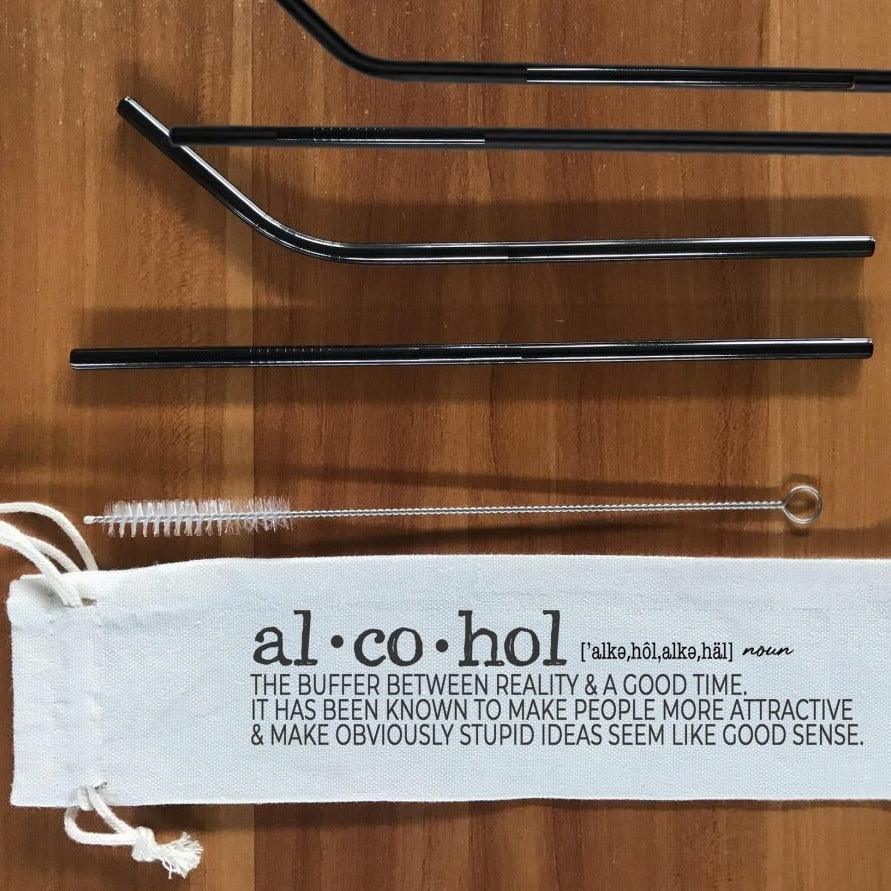 al·co·hol ['alkə,hôl,alkə,häl] noun
THE BUFFER BETWEEN REALITY & A GOOD TIME.
IT HAS BEEN KNOWN TO MAKE PEOPLE MORE ATTRACTIVE
& MAKE OBVIOUSLY STUPID IDEAS SEEM LIKE GOOD SENSE.